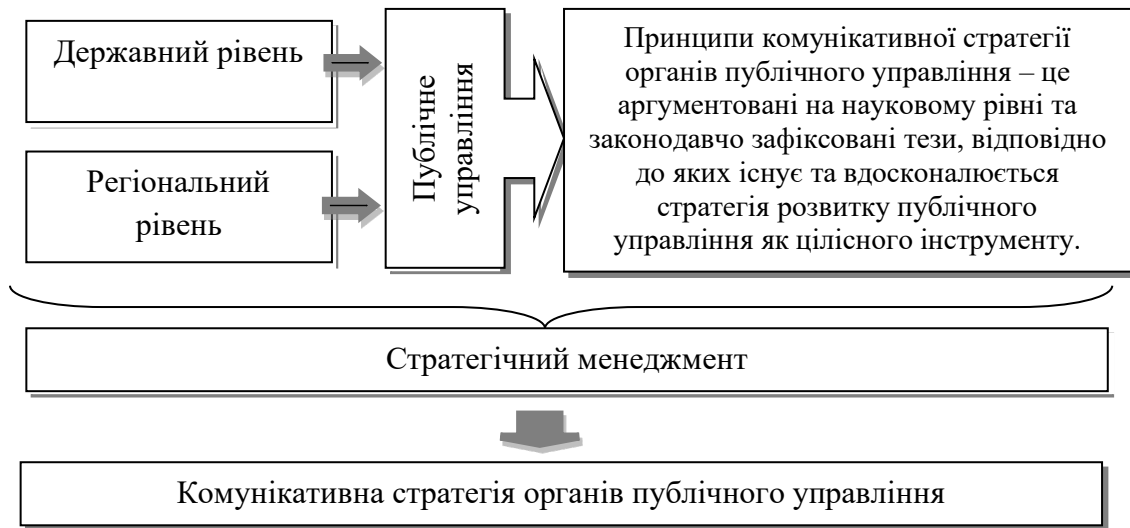 Державний рівень
Регіональний
рівень
Публічне
управління
Принципи комунікативної стратегії
органів публічного управління – це
аргументовані на науковому рівні та
законодавчо зафіксовані тези, відповідно
до яких існує та вдосконалюється
стратегія розвитку публічного
управління як цілісного інструменту.
Стратегічний менеджмент
Комунікативна стратегія органів публічного управління